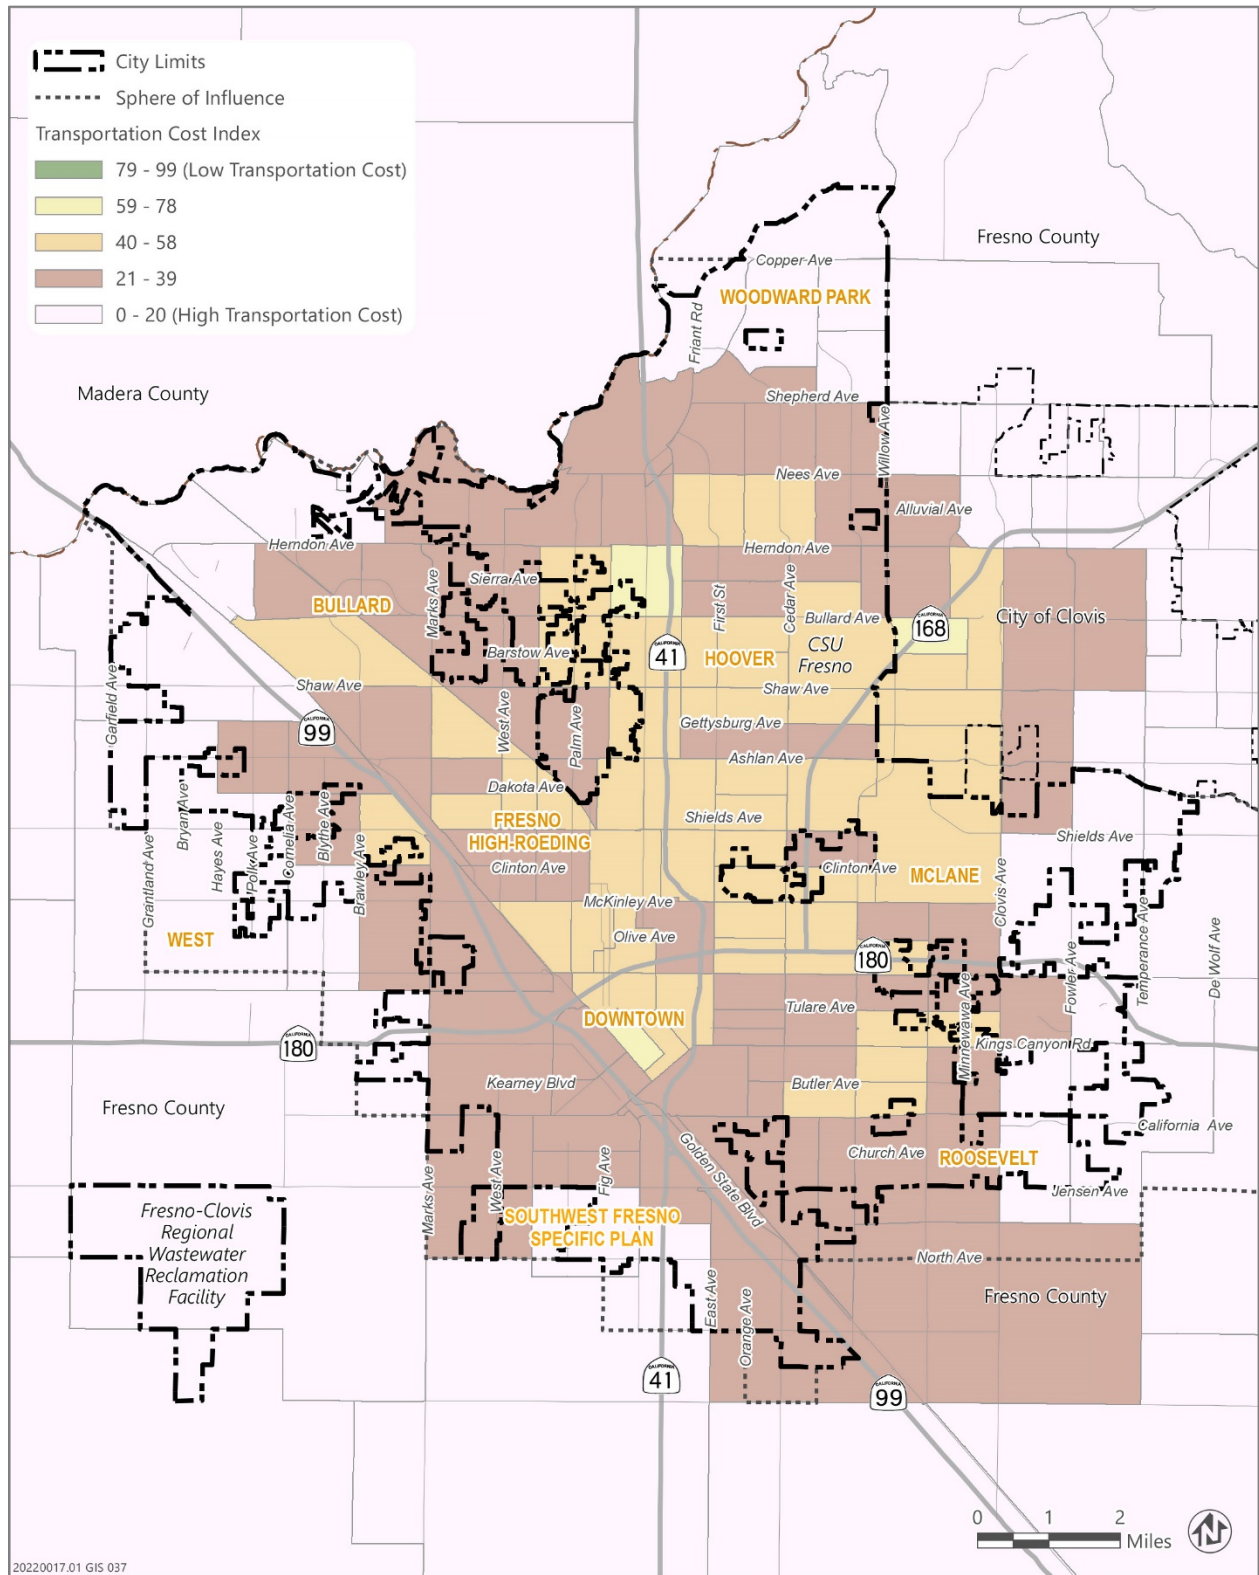 City Limits
Sphere of Influence
Transportation Cost Index
79 - 99 (Low Transportation Cost)
59 - 78
40 - 58
21 - 39
0 - 20 (High Transportation Cost)
Fresno County
Copper Ave
WOODWARD PARK
Friant Rd
Madera County
Shepherd Ave
Willow Ave
Nees Ave
Alluvial Ave
Herndon Ave
Herndon Ave
Sierra Ave
BULLARD
Marks Ave
First St
Cedar Ave
Bullard Ave
CALIFORNIA
168
City of Clovis
Barstow Ave
CALIFORNIA
41
HOOVER
CSU
Fresno
Shaw Ave
Shaw Ave
Garfield Ave
CALIFORNIA
99
West Ave
Palm Ave
Gettysburg Ave
Ashlan Ave
Dakota Ave
Bryant Ave
Hayes Ave
Polk Ave
Cornelia Ave
Blythe Ave
Brawley Ave
Grantland Ave
FRESNO
HIGH-ROEDING
Shields Ave
Shields Ave
Clinton Ave
Clinton Ave
MCLANE
Clovis Ave
McKinley Ave
WEST
Olive Ave
CALIFORNIA
180
Fowler Ave
Temperance Ave
De Wolf Ave
Minnewawa Ave
Tulare Ave
DOWNTOWN
CALIFORNIA
180
Kings Canyon Rd
Kearney Blvd
Butler Ave
Fresno County
California Ave
Golden State Blvd
Church Ave
ROOSEVELT
Jensen Ave
Marks Ave
West Ave
Fig Ave
SOUTHWEST FRESNO
SPECIFIC PLAN
Fresno-Clovis
Regional
Wastewater
Reclamation
Facility
North Ave
East Ave
Orange Ave
Fresno County
CALIFORNIA
41
CALIFORNIA
99
0 1 2
Miles
N
20220017.01 GIS 037